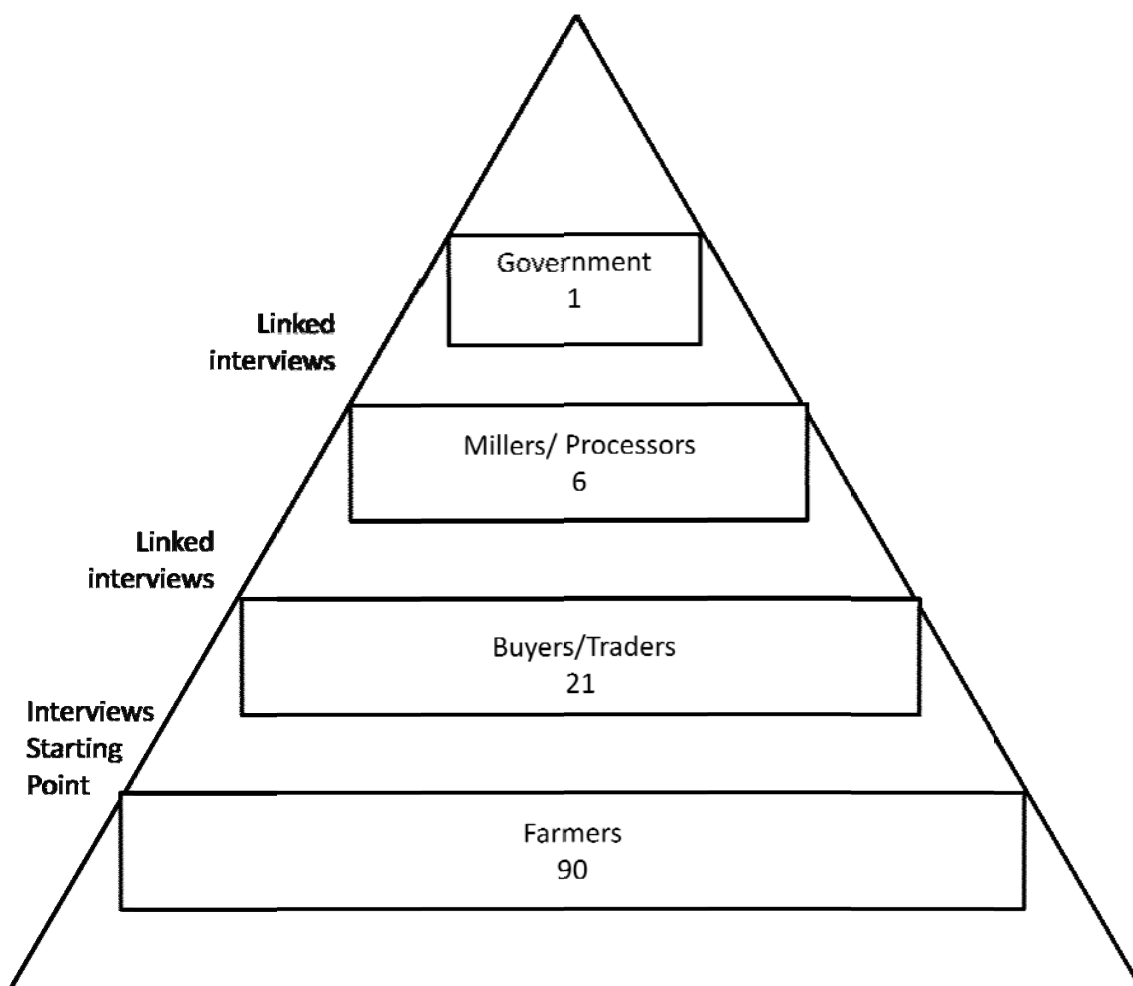 Government
1
Linked
interviews
Millers/ Processors
6
Linked
interviews
Buyers/Traders
21
Interviews
Starting
Point
Farmers
90